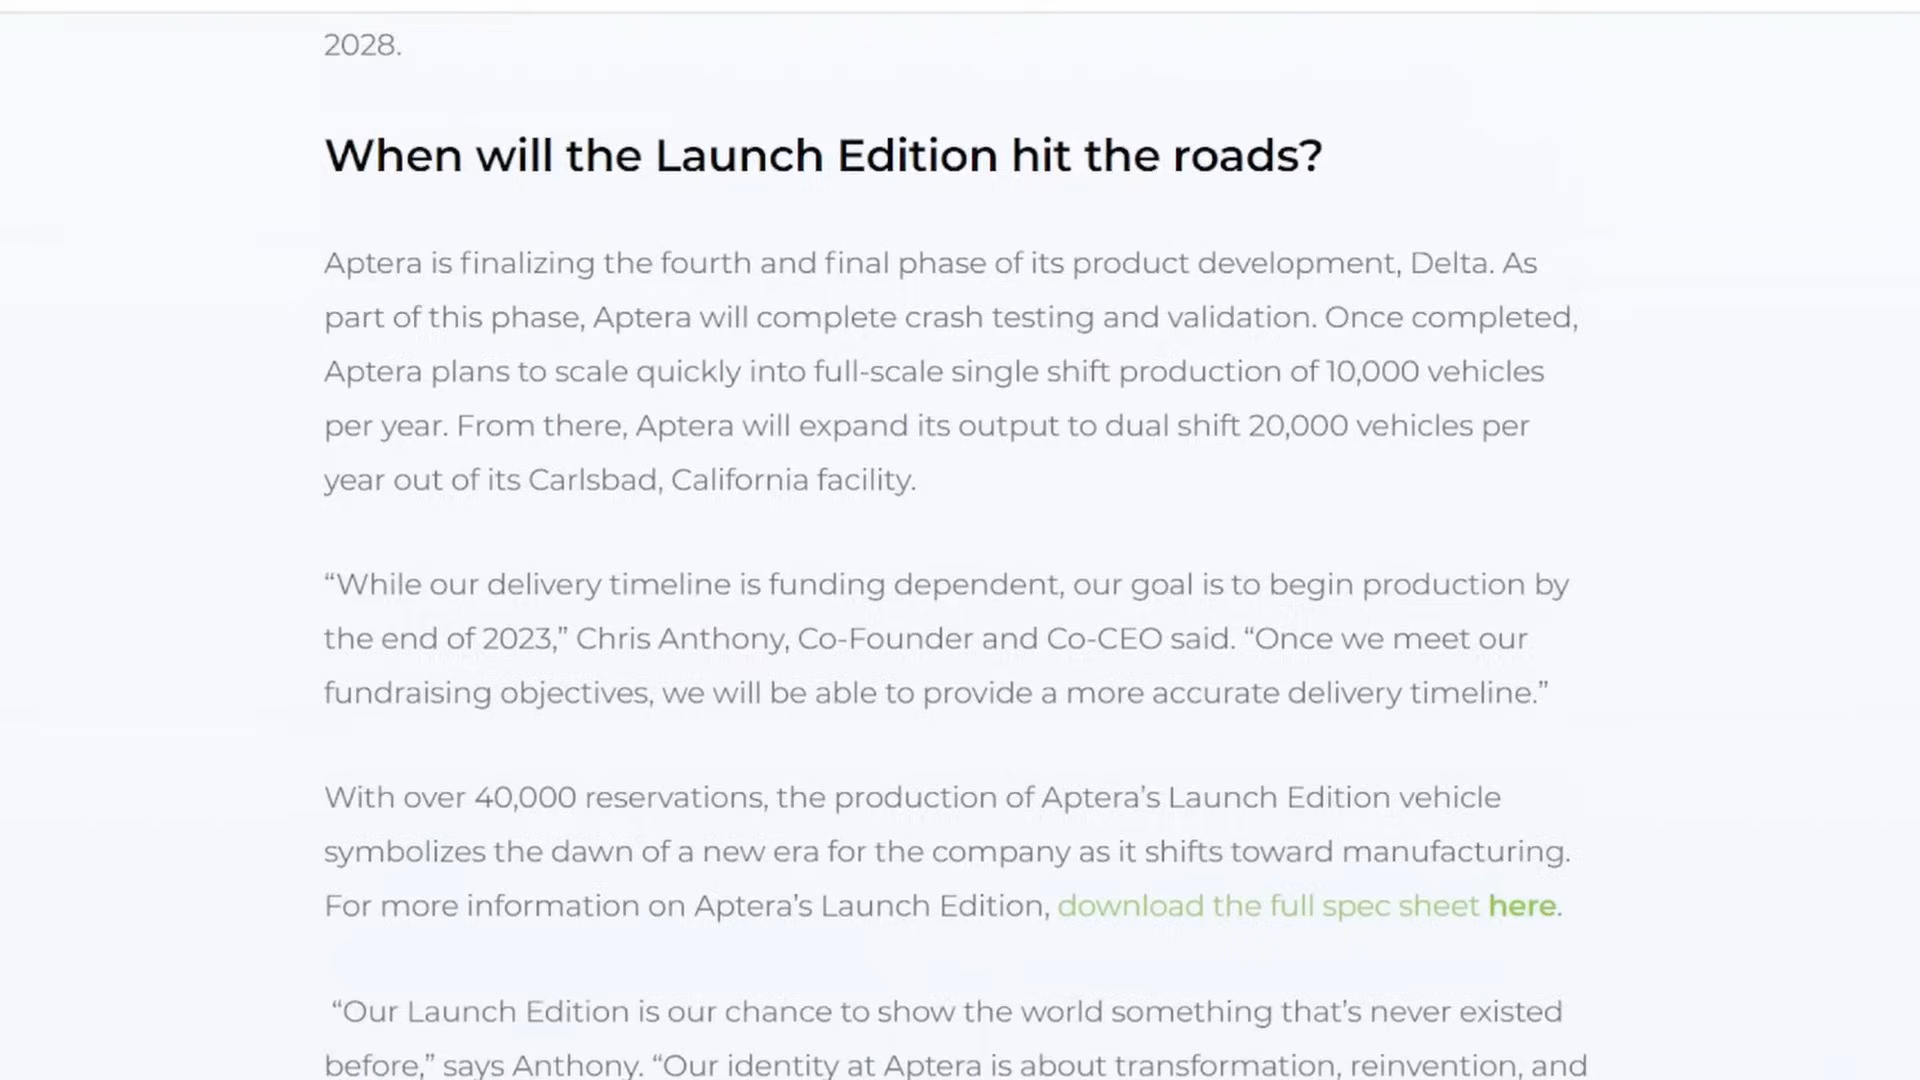 2028.
When will the Launch Edition hit the roads?
Aptera is finalizing the fourth and final phase of its product development, Delta. As
part of this phase, Aptera will complete crash testing and validation. Once completed,
Aptera plans to scale quickly into full-scale single shift production of 10,000 vehicles
per year. From there, Aptera will expand its output to dual shift 20,000 vehicles per
year out of its Carlsbad, California facility.
“While our delivery timeline is funding dependent, our goal is to begin production by
the end of 2023,” Chris Anthony, Co-Founder and Co-CEO said. “Once we meet our
fundraising objectives, we will be able to provide a more accurate delivery timeline.”
With over 40,000 reservations, the production of Aptera’s Launch Edition vehicle
symbolizes the dawn of a new era for the company as it shifts toward manufacturing.
For more information on Aptera’s Launch Edition, download the full spec sheet here.
“Our Launch Edition is our chance to show the world something that’s never existed
before,” says Anthony. “Our identity at Aptera is about transformation, reinvention, and